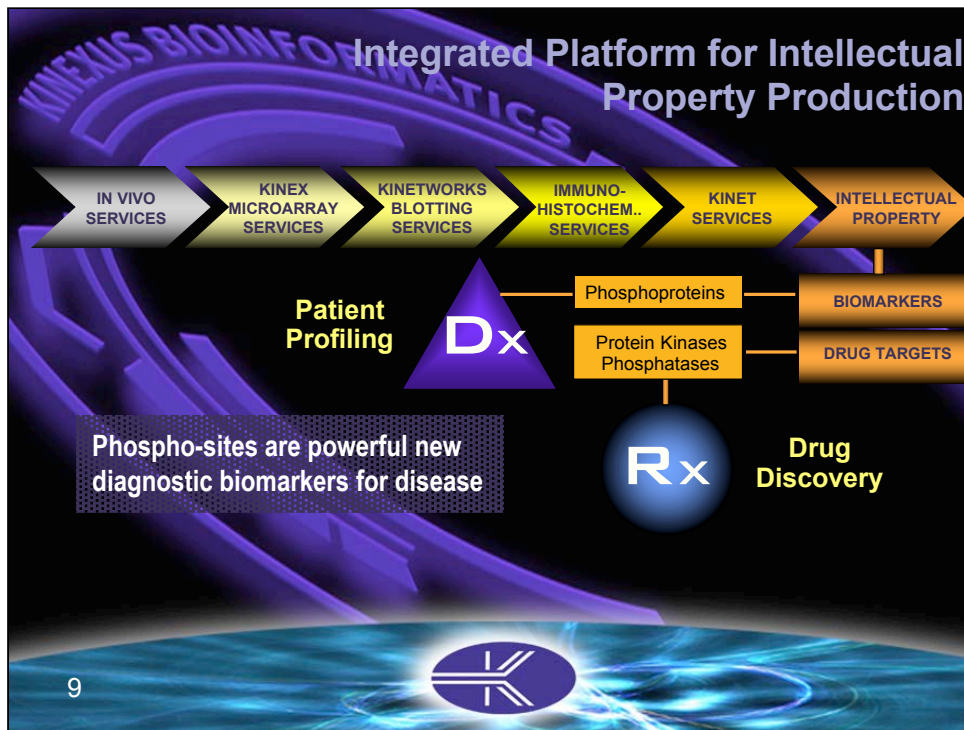 KINEXUS BIOINFORMATICS
Integrated Platform for Intellectual
Property Production
IN VIVO
SERVICES
KINEX
MICROARRAY
SERVICES
KINETWORKS
BLOTTING
SERVICES
IMMUNO-
HISTOCHEM..
SERVICES
KINET
SERVICES
INTELLECTUAL
PROPERTY
Patient
Profiling
Dx
Phosphoproteins
BIOMARKERS
Protein Kinases
Phosphatases
DRUG TARGETS
Phospho-sites are powerful new
diagnostic biomarkers for disease
Rx
Drug
Discovery
9